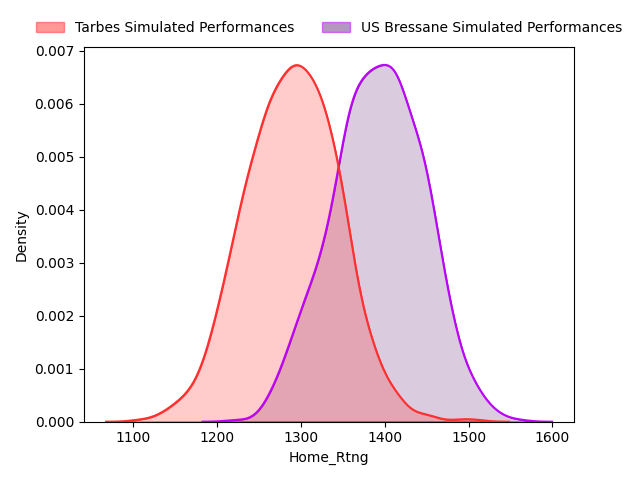 Tarbes Simulated Performances US Bressane Simulated Performances
0.007
0.006
0.005
0.004
0.003
0.002
0.001
0.000
Density
1100 1200 1300 1400 1500 1600
Home_Rtng